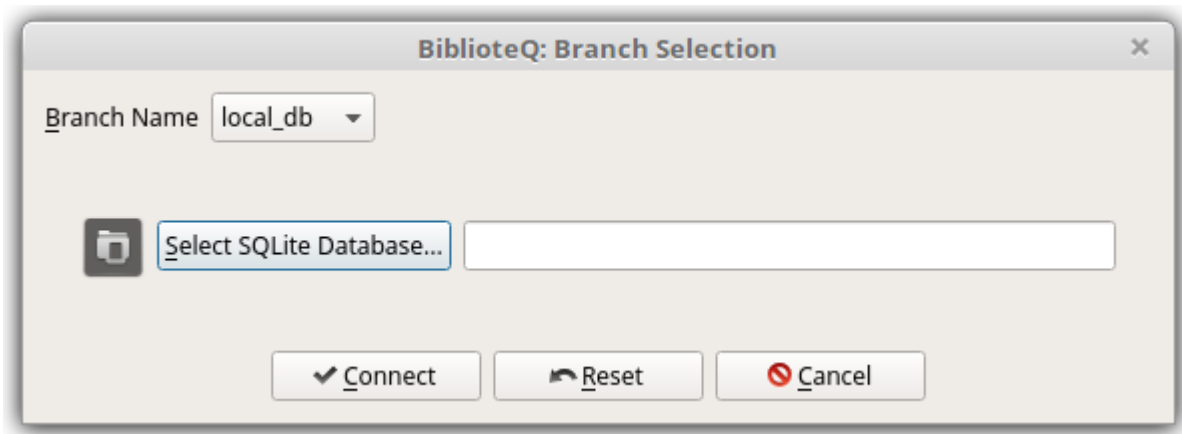 BiblioteQ: Branch Selection
Branch Name local_db
Select SQLite Database...
Connect Reset Cancel